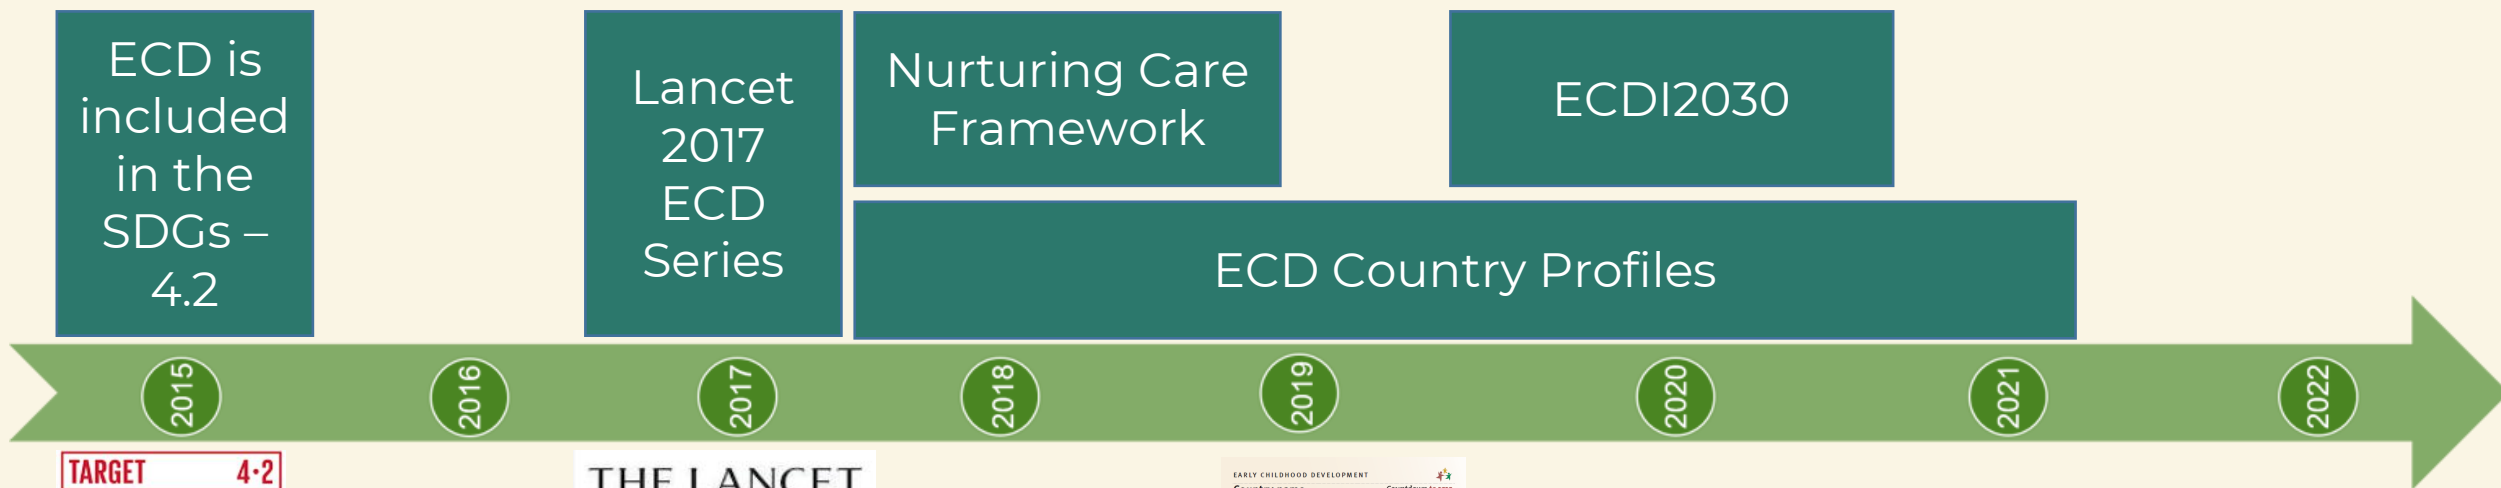 ECD is
included
in the
SDGs –
4.2
Lancet
2017
ECD
Series
Nurturing Care
Framework
ECDI2030
ECD Country Profiles
2015
2016
2017
2018
2019
2020
2021
2022
TARGET 4·2
THE LANCET
EARLY CHILDHOOD DEVELOPMENT